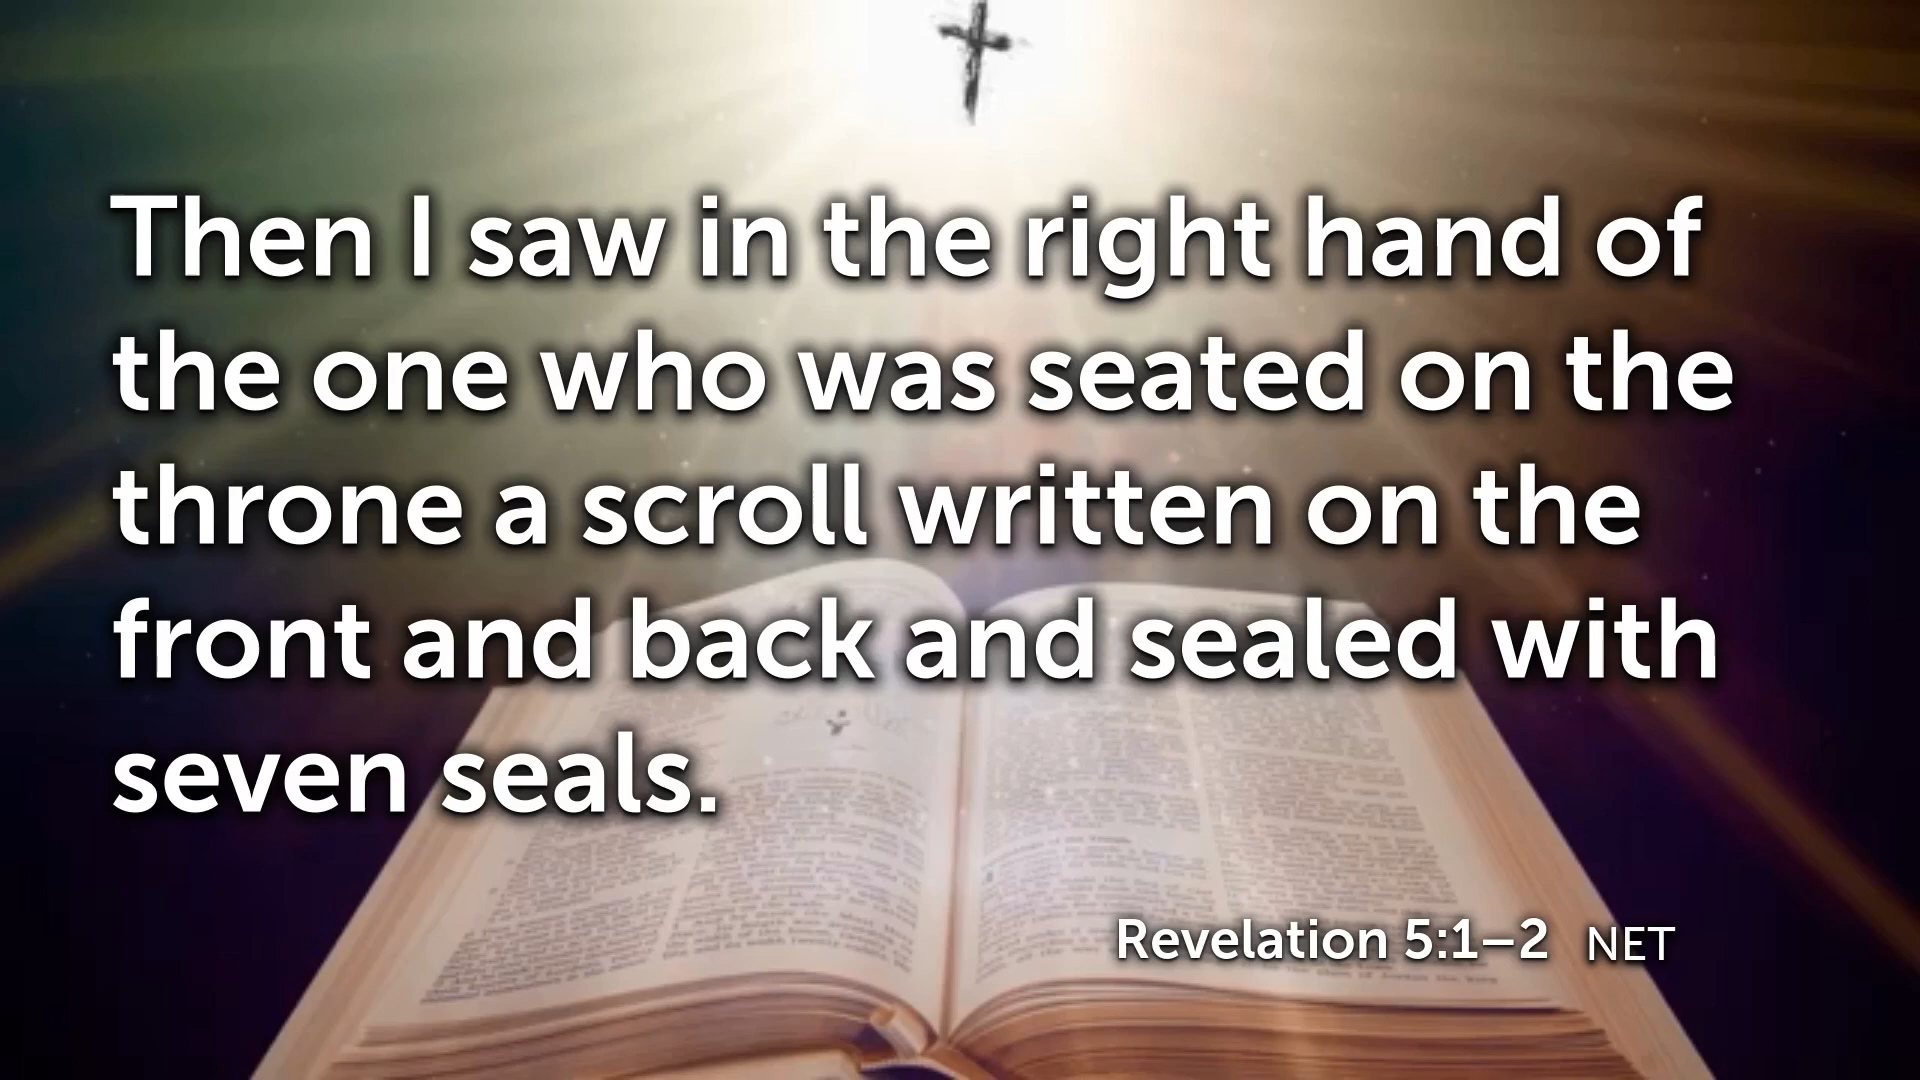 Then I saw in the right hand of
the one who was seated on the
throne a scroll written on the
front and back and sealed with
seven seals.
Revelation 5:1–2 NET